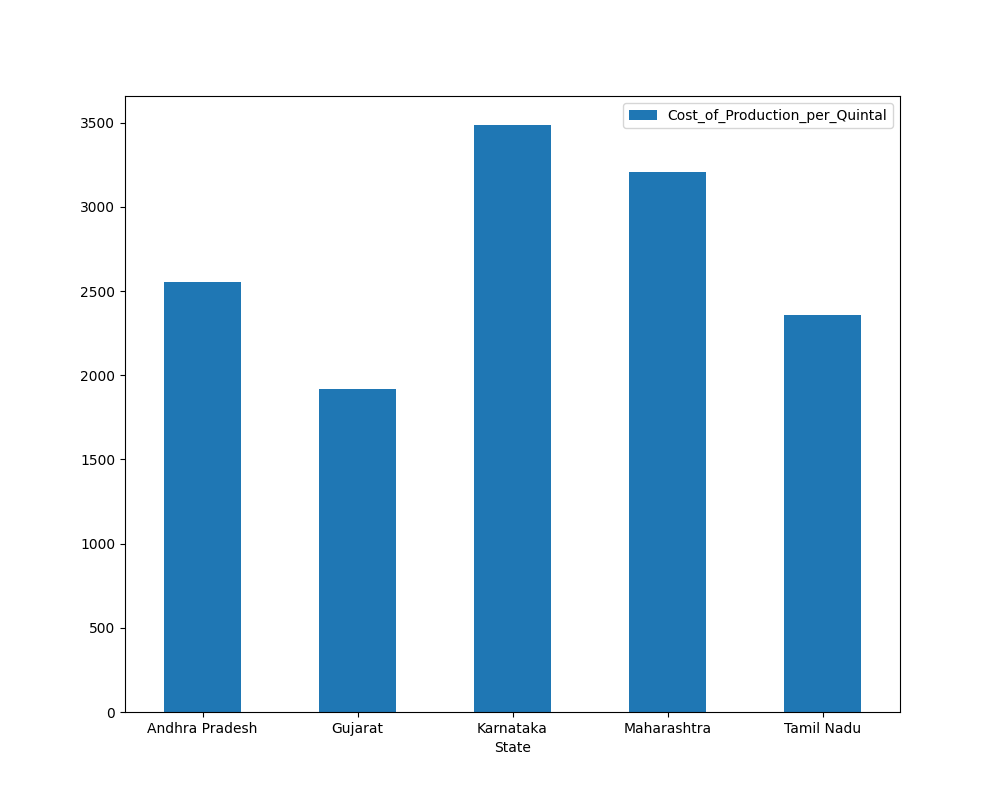 Cost_of_Production_per_Quintal
3500
3000
2500
2000
1500
1000
500
0
Andhra Pradesh Gujarat Karnataka Maharashtra Tamil Nadu
State